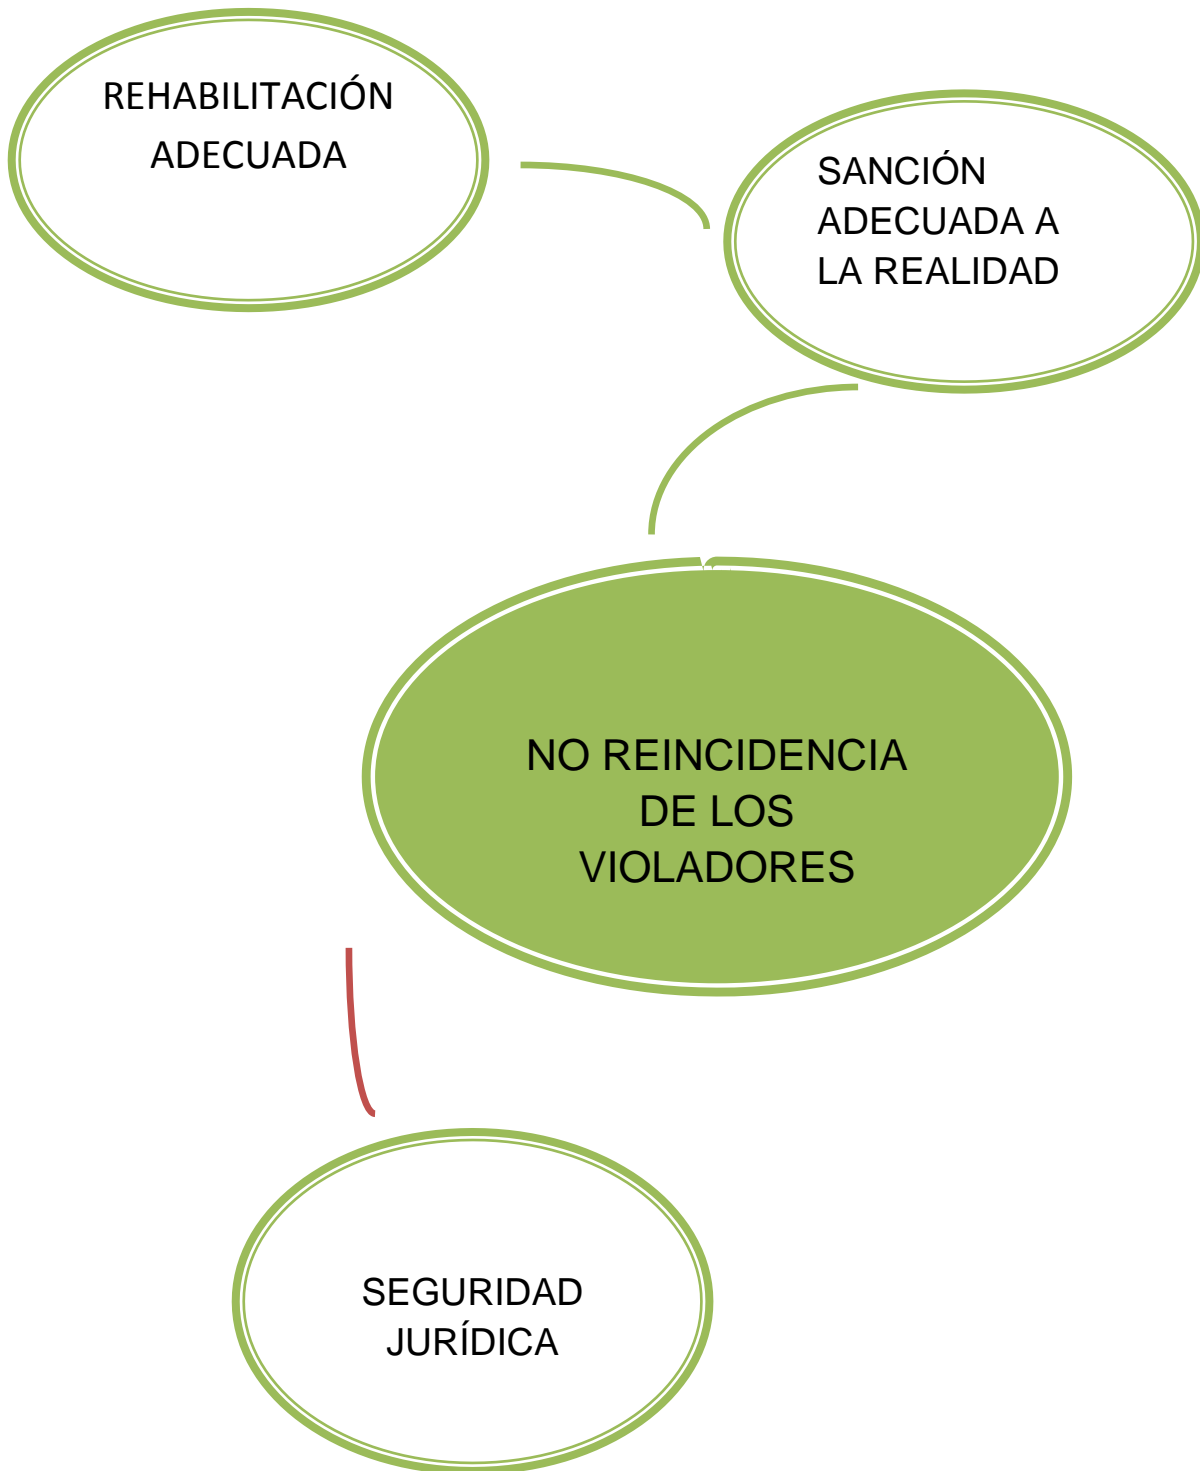 REHABILITACIÓN
ADECUADA
SANCIÓN
ADECUADA A
LA REALIDAD
NO REINCIDENCIA
DE LOS
VIOLADORES
SEGURIDAD
JURÍDICA